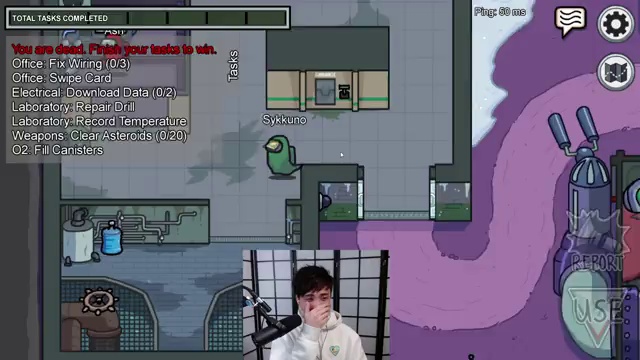 TOTAL TASKS COMPLETED
Ping: 50 ms
Ash
You are dead. Finish your tasks to win.
Office: Fix Wiring (0/3)
Office: Swipe Card
Electrical: Download Data (0/2)
Laboratory: Repair Drill
Laboratory: Record Temperature
Weapons: Clear Asteroids (0/20)
O2: Fill Canisters
Tasks
Sykkuno
REPORT
USE